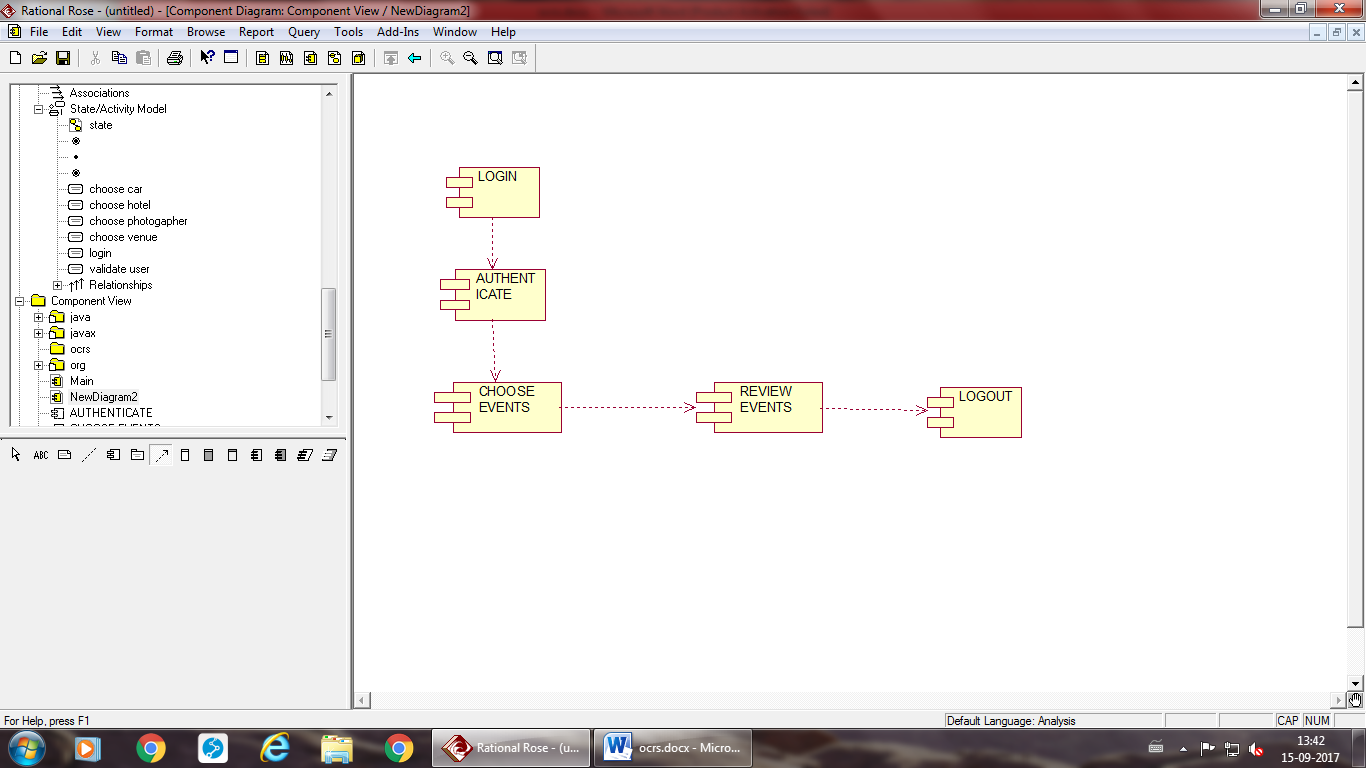 Rational Rose - (untitled) - [Component Diagram: Component View / NewDiagram2]
File Edit View Format Browse Report Query Tools Add-Ins Window Help
Associations
State/Activity Model
state
choose car
choose hotel
choose photogapher
choose venue
login
validate user
Relationships
Component View
java
javax
ocrs
org
Main
NewDiagram2
AUTHENTICATE
ABC
LOGIN
AUTHENT
ICATE
CHOOSE
EVENTS
REVIEW
EVENTS
LOGOUT
For Help, press F1
Default Language: Analysis
CAP NUM
Rational Rose - (u...
ocrs.docx - Micro...
13:42
15-09-2017